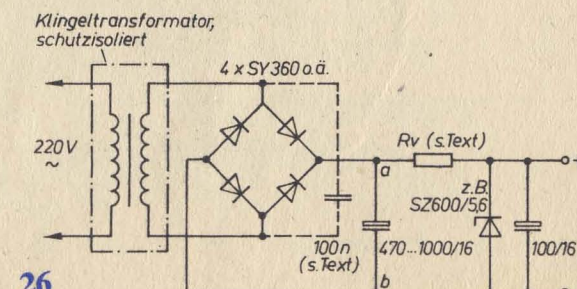 Klingeltransformator,
schutzisoliert
4 x SY360 o.ä.
220V
~
Rv (s.Text)
a
z.B.
SZ600/5,6
100n
(s.Text)
470...1000/16
100/16
b
26